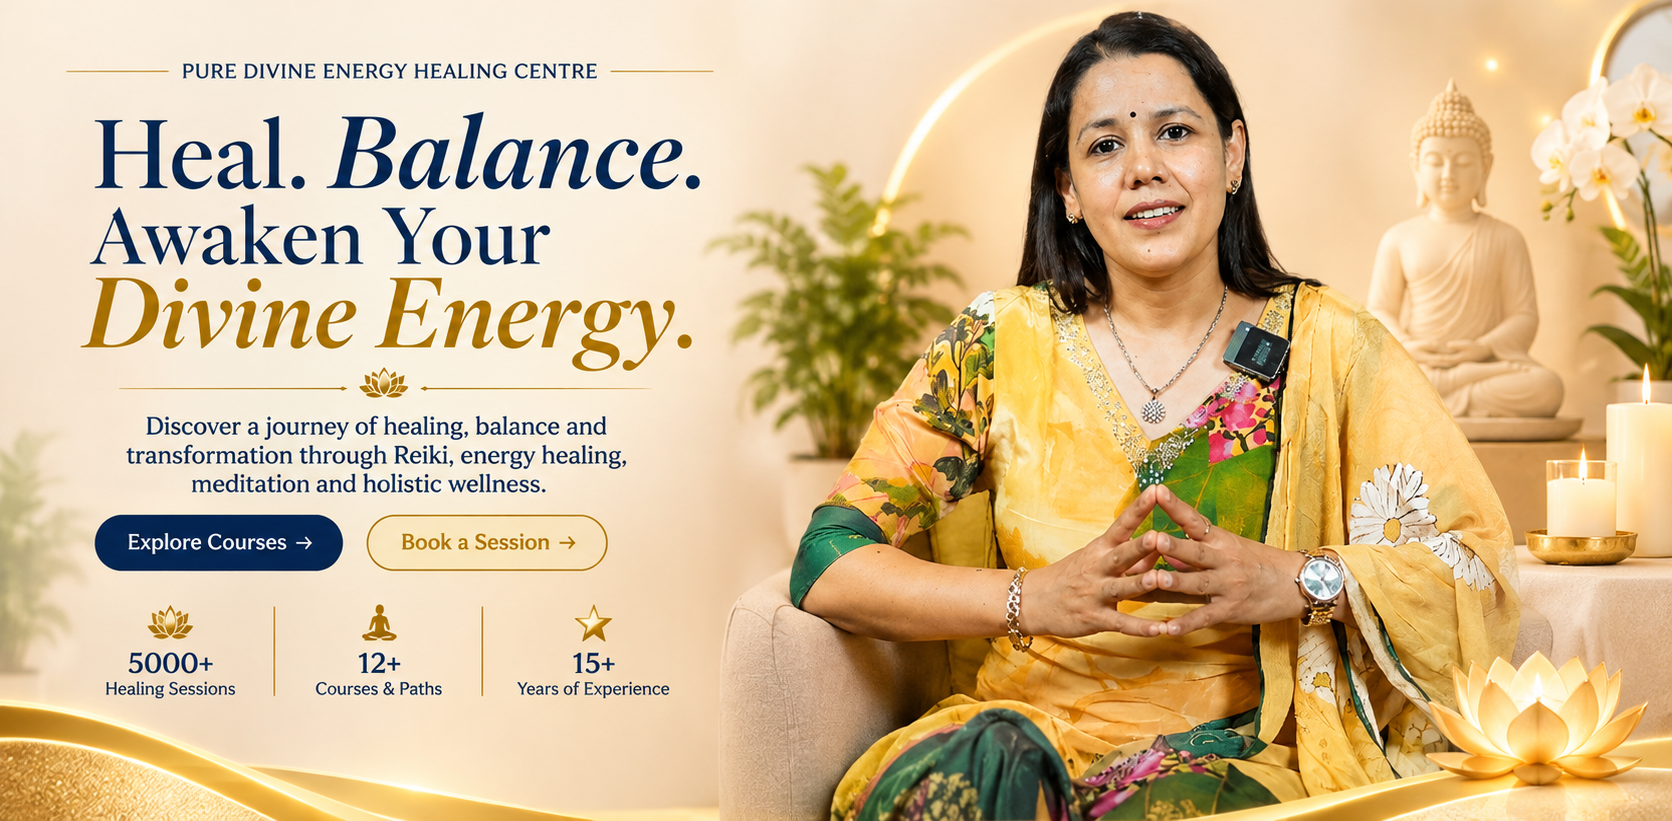 PURE DIVINE ENERGY HEALING CENTRE
Heal. Balance.
Awaken Your
Divine Energy.
Discover a journey of healing, balance and
transformation through Reiki, energy healing,
meditation and holistic wellness.
Explore Courses →
Book a Session →
5000+
Healing Sessions
12+
Courses & Paths
15+
Years of Experience